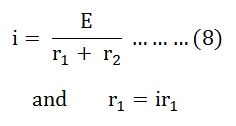 i = E / (r₁ + r₂) ... ... ... (8)
and r₁ = ir₁